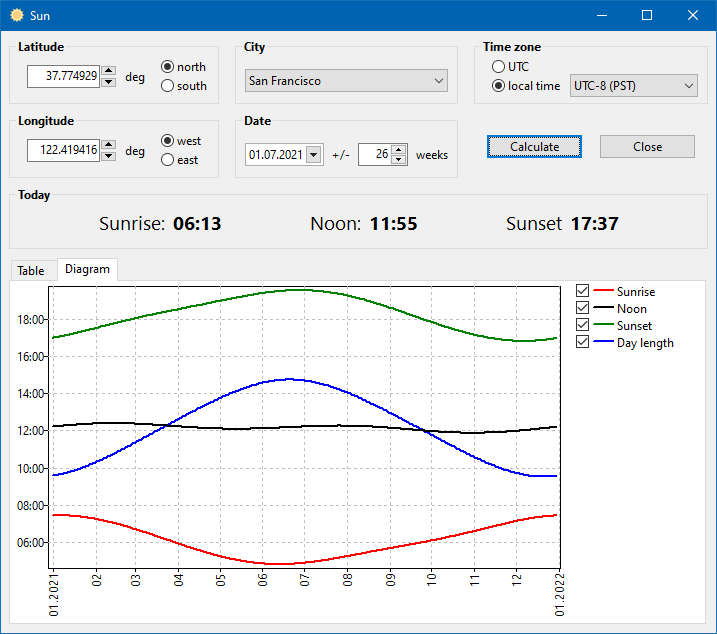 Sun
Latitude
37.774929 deg north
south
City
San Francisco
Time zone
UTC
local time UTC-8 (PST)
Longitude
122.419416 deg west
east
Date
01.07.2021 +/- 26 weeks
Calculate Close
Today
Sunrise: 06:13 Noon: 11:55 Sunset 17:37
Table Diagram
18:00
16:00
14:00
12:00
10:00
08:00
06:00
01.2021 02 03 04 05 06 07 08 09 10 11 12 01.2022
Sunrise
Noon
Sunset
Day length